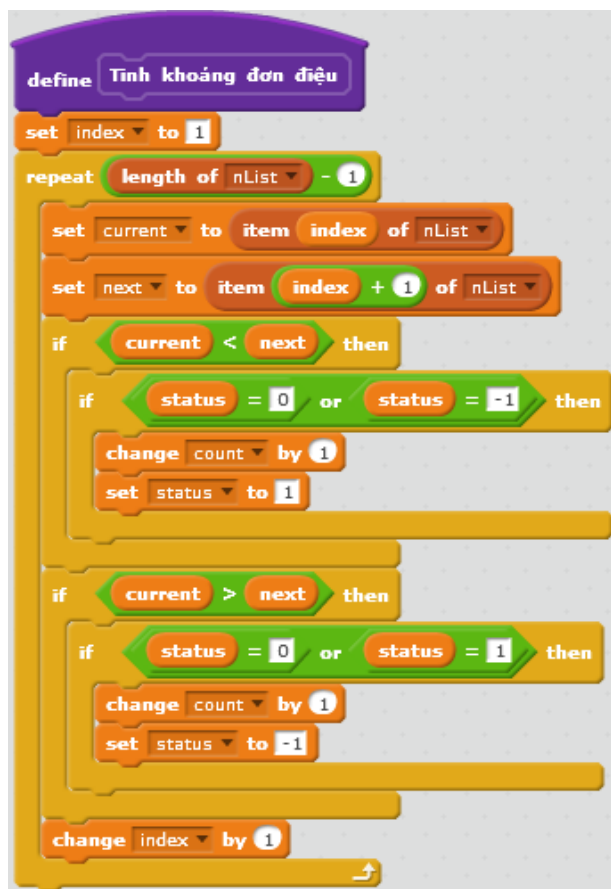 define Tinh khoảng đơn điệu
set index to 1
repeat length of nList - 1
set current to item index of nList
set next to item index + 1 of nList
if current < next then
if status = 0 or status = -1 then
change count by 1
set status to 1
if current > next then
if status = 0 or status = 1 then
change count by 1
set status to -1
change index by 1